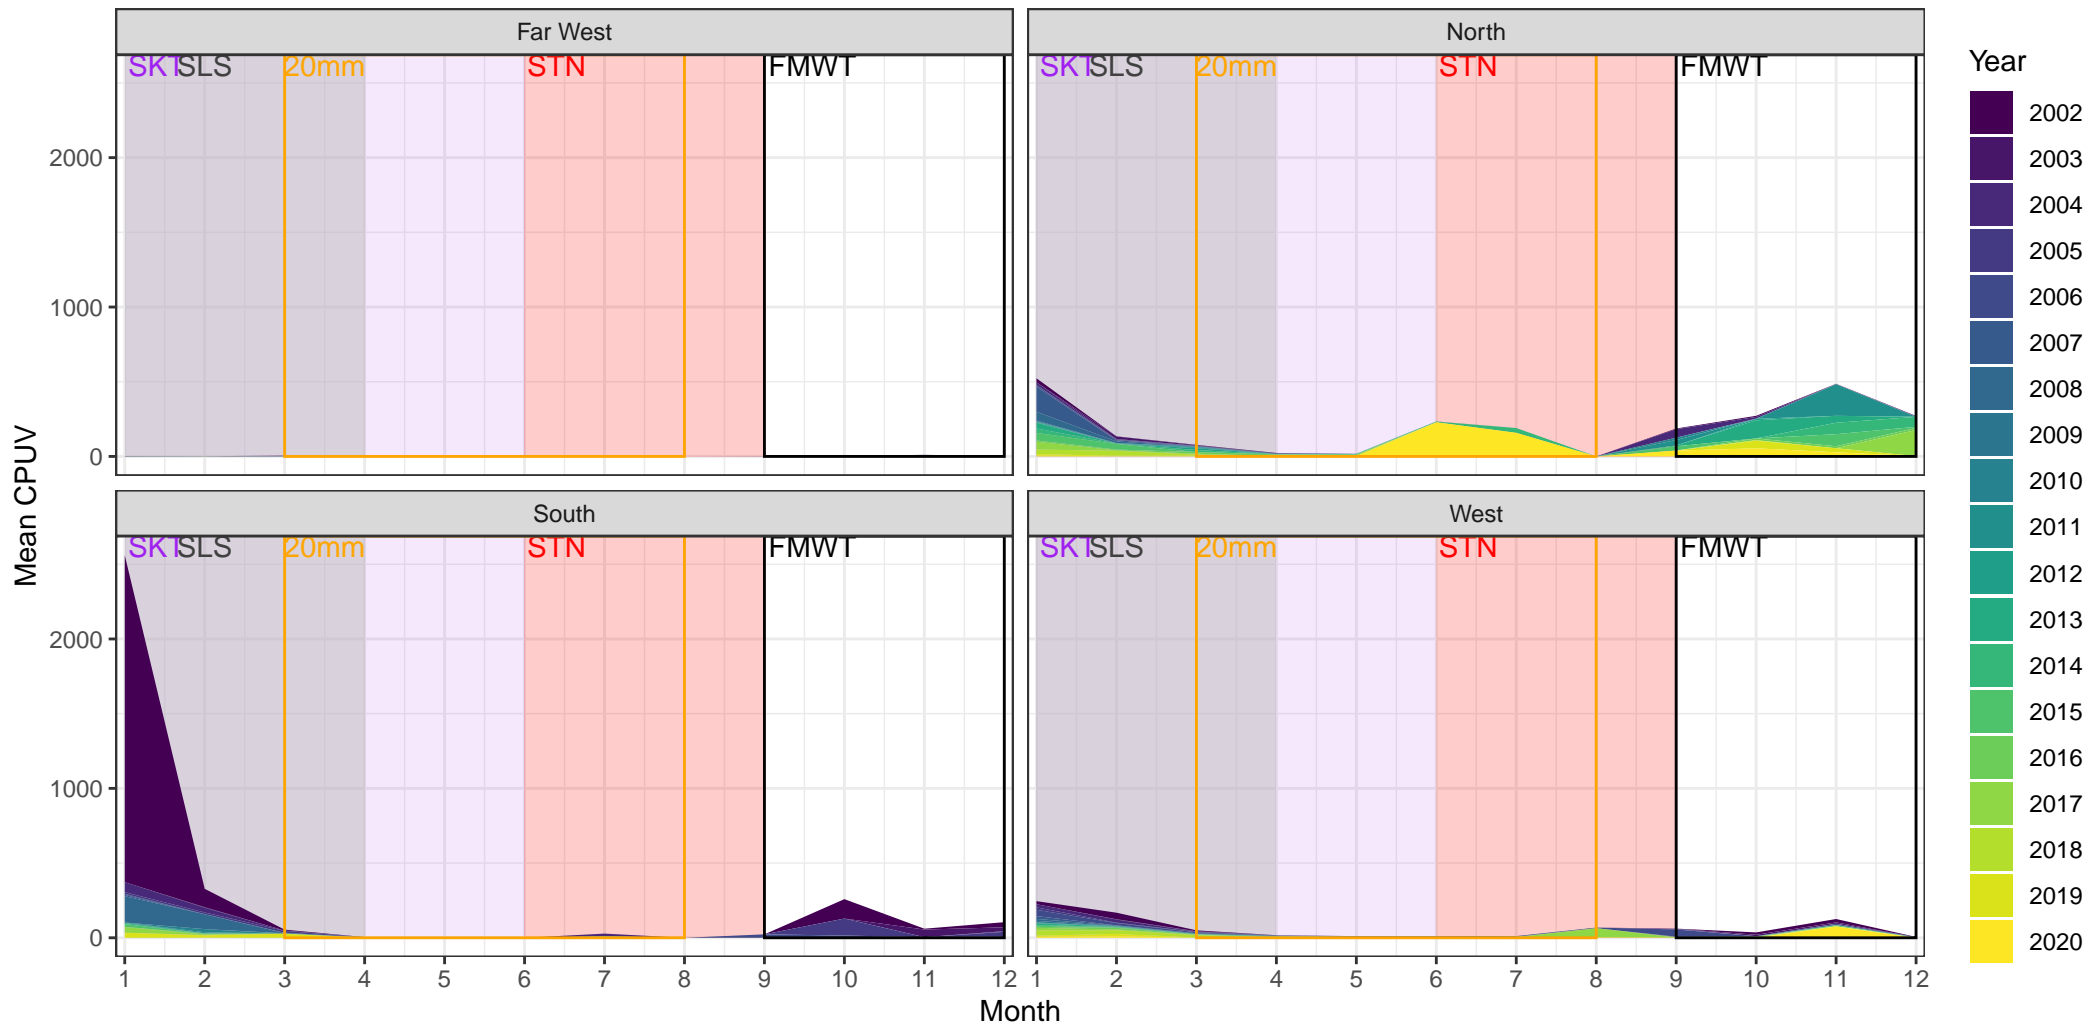 Far West
North
SKT SLS 20mm STN FMWT
SKT SLS 20mm STN FMWT
2000
1000
0
South
West
SKT SLS 20mm STN FMWT
SKT SLS 20mm STN FMWT
2000
1000
0
1 2 3 4 5 6 7 8 9 10 11 12
1 2 3 4 5 6 7 8 9 10 11 12
Month
Mean CPUV
Year
2002
2003
2004
2005
2006
2007
2008
2009
2010
2011
2012
2013
2014
2015
2016
2017
2018
2019
2020